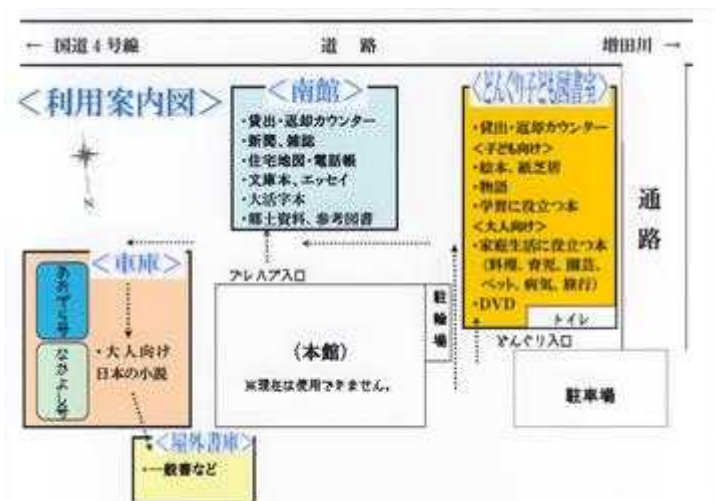 ← 国道4号線
道 路
増田川 →
<利用案内図>
N
<南館>
・貸出・返却カウンター
・新聞、雑誌
・住宅地図・電話帳
・文庫本、エッセイ
・大活字本
・郷土資料、参考図書
<どんぐり子ども図書室>
・貸出・返却カウンター
<子ども向け>
・絵本、紙芝居
・物語
・学習に役立つ本
<大人向け>
・家庭生活に役立つ本
(料理、育児、園芸、
ペット、病気、旅行)
・DVD
トイレ
どんぐり入口
通路
<車庫>
あおぞら号
なかよし号
・大人向け
日本の小説
プレハブ入口
駐輪場
(本館)
※現在は使用できません。
駐車場
<屋外書庫>
・一般書など